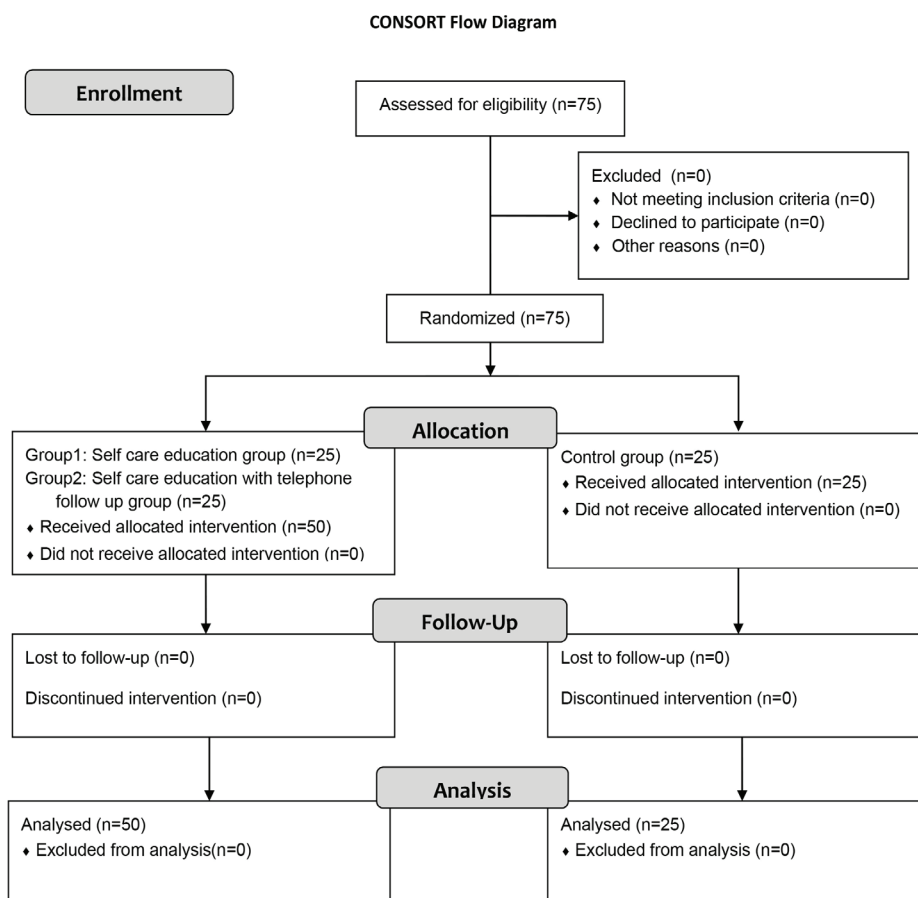 CONSORT Flow Diagram
Enrollment
Assessed for eligibility (n=75)
Excluded (n=0)
♦ Not meeting inclusion criteria (n=0)
♦ Declined to participate (n=0)
♦ Other reasons (n=0)
Randomized (n=75)
Allocation
Group1: Self care education group (n=25)
Group2: Self care education with telephone
follow up group (n=25)
♦ Received allocated intervention (n=50)
♦ Did not receive allocated intervention (n=0)
Control group (n=25)
♦ Received allocated intervention (n=25)
♦ Did not receive allocated intervention (n=0)
Follow-Up
Lost to follow-up (n=0)
Discontinued intervention (n=0)
Lost to follow-up (n=0)
Discontinued intervention (n=0)
Analysis
Analysed (n=50)
♦ Excluded from analysis(n=0)
Analysed (n=25)
♦ Excluded from analysis (n=0)